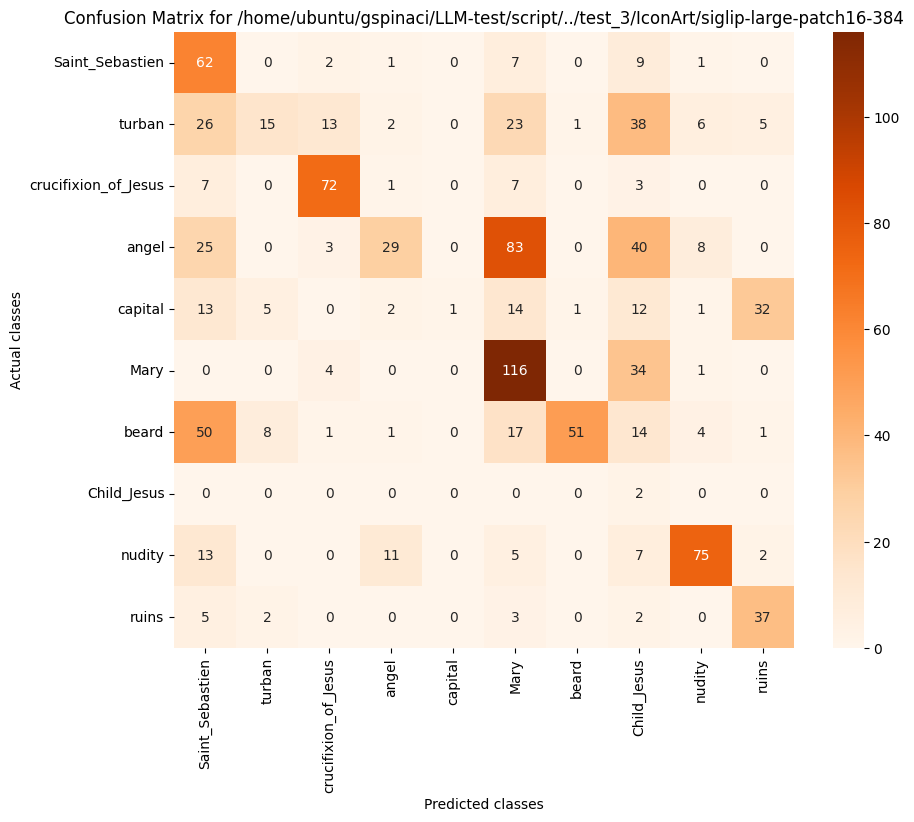 Confusion Matrix for /home/ubuntu/gspinaci/LLM-test/script/../test_3/IconArt/siglip-large-patch16-384
Saint_Sebastien 62 0 2 1 0 7 0 9 1 0
turban 26 15 13 2 0 23 1 38 6 5
crucifixion_of_Jesus 7 0 72 1 0 7 0 3 0 0
angel 25 0 3 29 0 83 0 40 8 0
capital 13 5 0 2 1 14 1 12 1 32
Mary 0 0 4 0 0 116 0 34 1 0
beard 50 8 1 1 0 17 51 14 4 1
Child_Jesus 0 0 0 0 0 0 0 2 0 0
nudity 13 0 0 11 0 5 0 7 75 2
ruins 5 2 0 0 0 3 0 2 0 37
Actual classes
Saint_Sebastien turban crucifixion_of_Jesus angel capital Mary beard Child_Jesus nudity ruins
Predicted classes
100
80
60
40
20
0